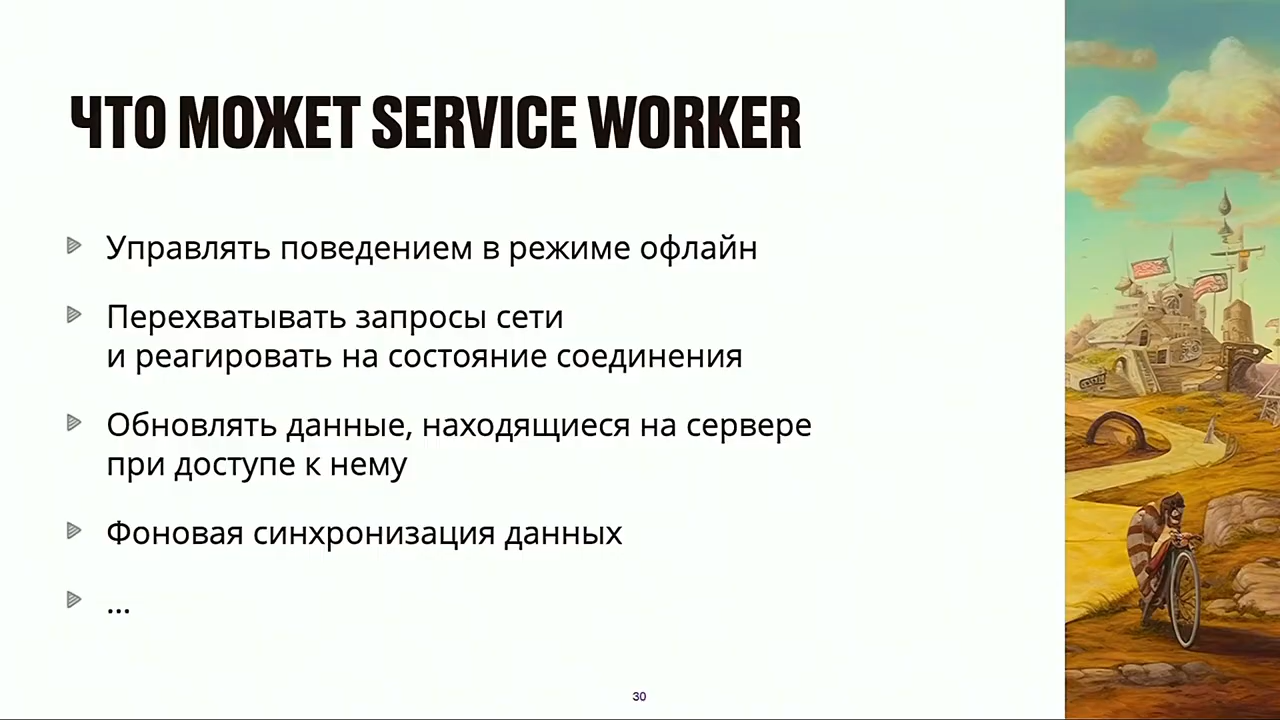 ЧТО МОЖЕТ SERVICE WORKER
Управлять поведением в режиме офлайн
Перехватывать запросы сети
и реагировать на состояние соединения
Обновлять данные, находящиеся на сервере
при доступе к нему
Фоновая синхронизация данных
...
30